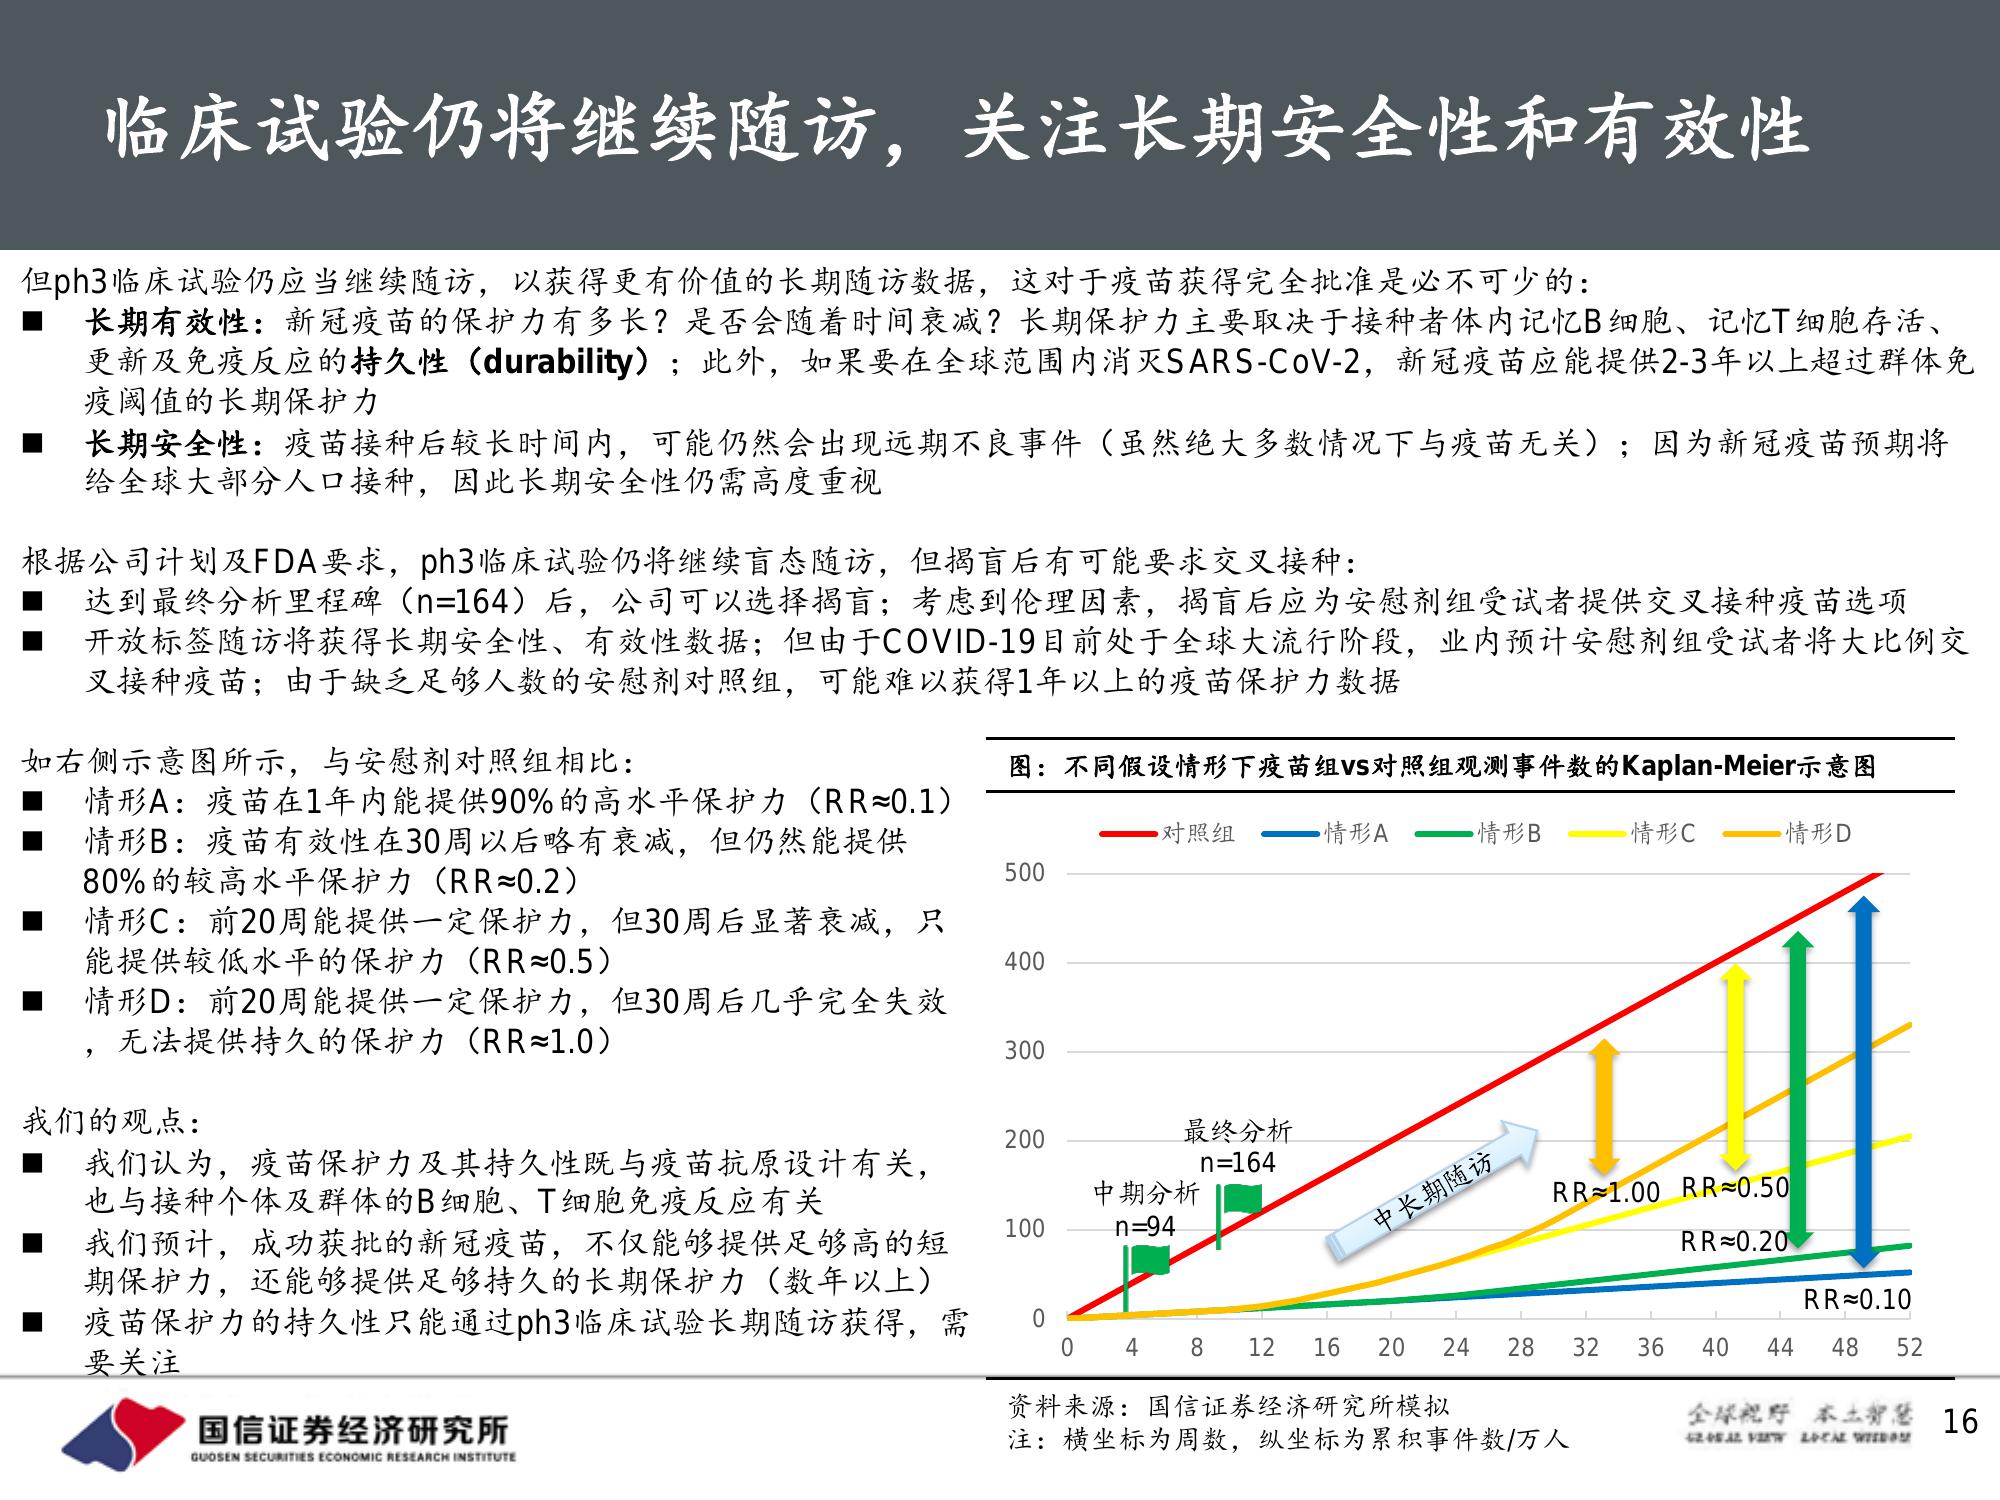 临床试验仍将继续随访，关注长期安全性和有效性
但ph3临床试验仍应当继续随访，以获得更有价值的长期随访数据，这对于疫苗获得完全批准是必不可少的：
■ 长期有效性：新冠疫苗的保护力有多长？是否会随着时间衰减？长期保护力主要取决于接种者体内记忆B细胞、记忆T细胞存活、
更新及免疫反应的持久性（durability）；此外，如果要在全球范围内消灭SARS-CoV-2，新冠疫苗应能提供2-3年以上超过群体免
疫阈值的长期保护力
■ 长期安全性：疫苗接种后较长时间内，可能仍然会出现远期不良事件（虽然绝大多数情况下与疫苗无关）；因为新冠疫苗预期将
给全球大部分人口接种，因此长期安全性仍需高度重视
根据公司计划及FDA要求，ph3临床试验仍将继续盲态随访，但揭盲后有可能要求交叉接种：
■ 达到最终分析里程碑（n=164）后，公司可以选择揭盲；考虑到伦理因素，揭盲后应为安慰剂组受试者提供交叉接种疫苗选项
■ 开放标签随访将获得长期安全性、有效性数据；但由于COVID-19目前处于全球大流行阶段，业内预计安慰剂组受试者将大比例交
叉接种疫苗；由于缺乏足够人数的安慰剂对照组，可能难以获得1年以上的疫苗保护力数据
如右侧示意图所示，与安慰剂对照组相比：
■ 情形A：疫苗在1年内能提供90%的高水平保护力（RR≈0.1）
■ 情形B：疫苗有效性在30周以后略有衰减，但仍然能提供
80%的较高水平保护力（RR≈0.2）
■ 情形C：前20周能提供一定保护力，但30周后显著衰减，只
能提供较低水平的保护力（RR≈0.5）
■ 情形D：前20周能提供一定保护力，但30周后几乎完全失效
，无法提供持久的保护力（RR≈1.0）
我们的观点：
■ 我们认为，疫苗保护力及其持久性既与疫苗抗原设计有关，
也与接种个体及群体的B细胞、T细胞免疫反应有关
■ 我们预计，成功获批的新冠疫苗，不仅能够提供足够高的短
期保护力，还能够提供足够持久的长期保护力（数年以上）
■ 疫苗保护力的持久性只能通过ph3临床试验长期随访获得，需
要关注
图：不同假设情形下疫苗组vs对照组观测事件数的Kaplan-Meier示意图
对照组 情形A 情形B 情形C 情形D
500
400
300
200
100
0
最终分析
n=164
中期分析
n=94
中长期随访
RR≈1.00 RR≈0.50
RR≈0.20
RR≈0.10
0 4 8 12 16 20 24 28 32 36 40 44 48 52
资料来源：国信证券经济研究所模拟
注：横坐标为周数，纵坐标为累积事件数/万人
国信证券经济研究所
GUOSEN SECURITIES ECONOMIC RESEARCH INSTITUTE
全球视野 本土智慧
GLOBAL VIEW LOCAL WISDOM
16